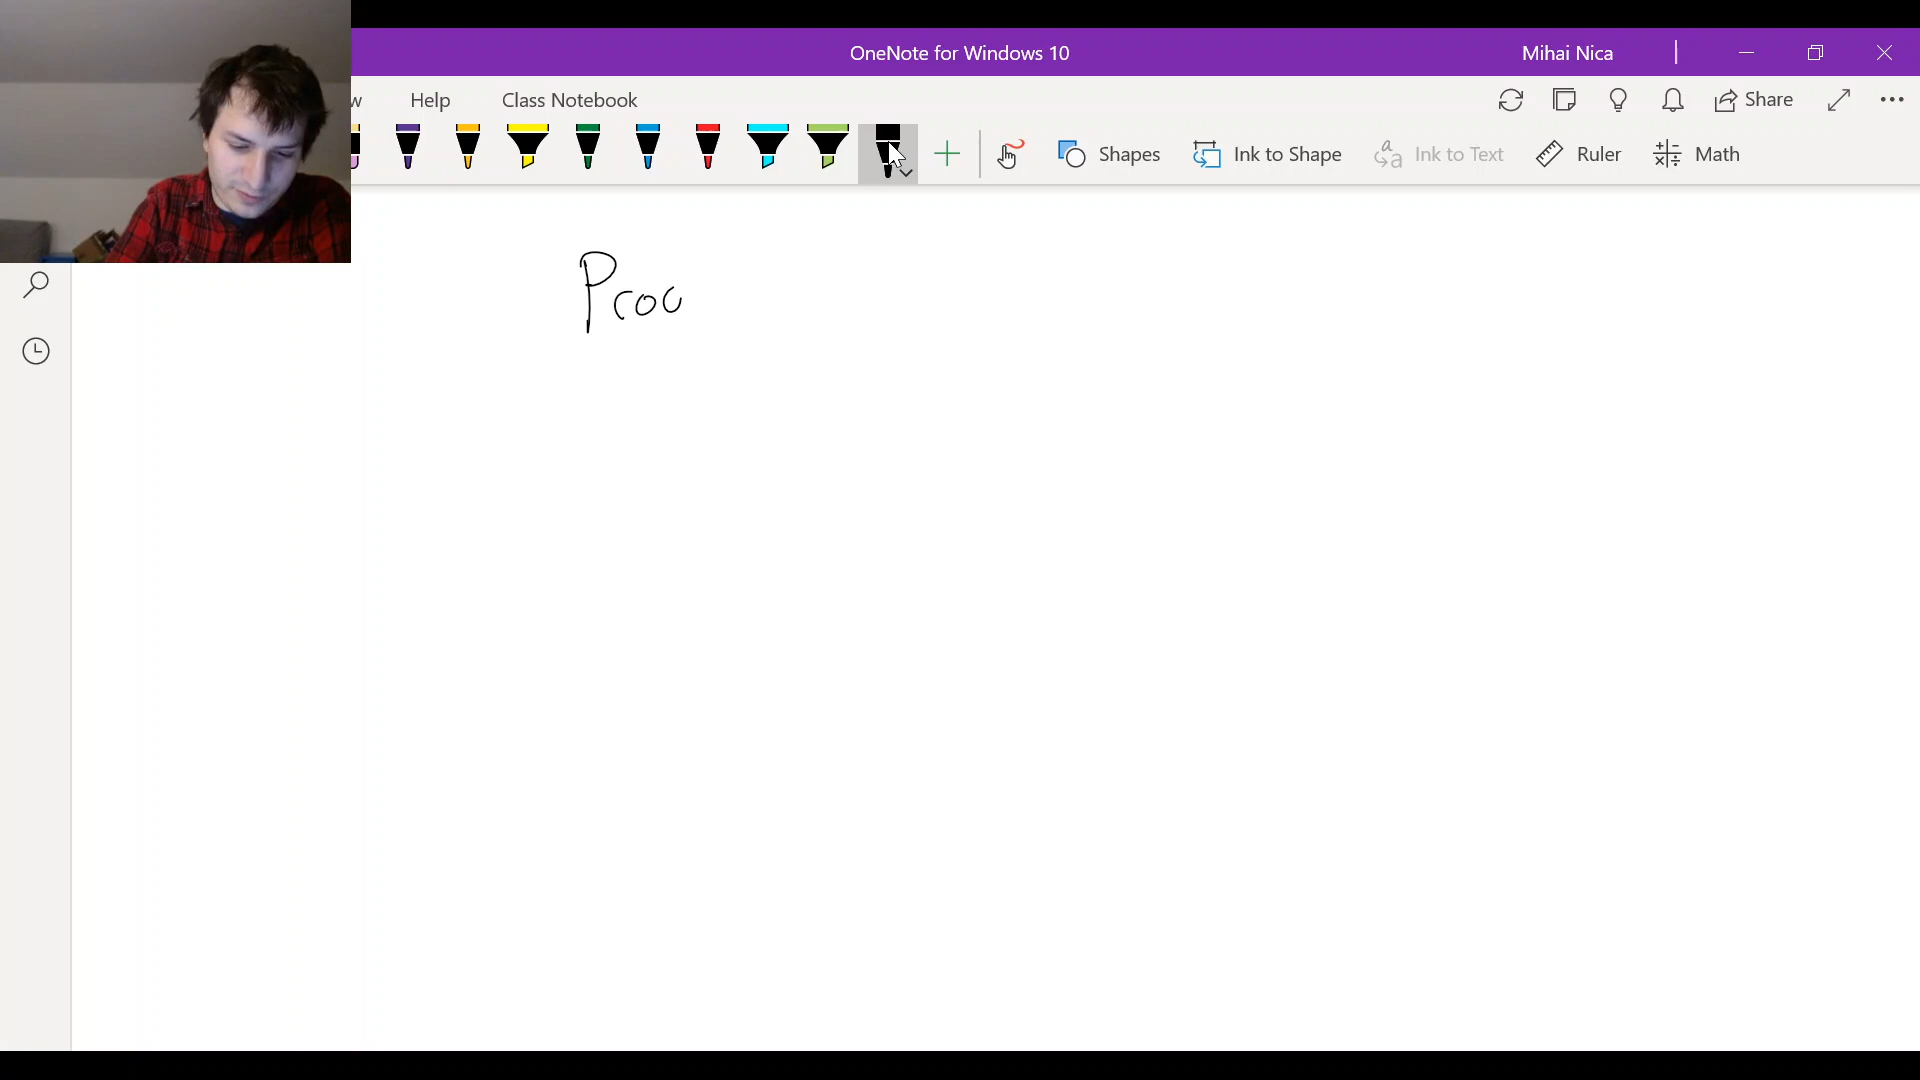 OneNote for Windows 10 Mihai Nica
w Help Class Notebook Share
Shapes Ink to Shape Ink to Text Ruler Math
Proo